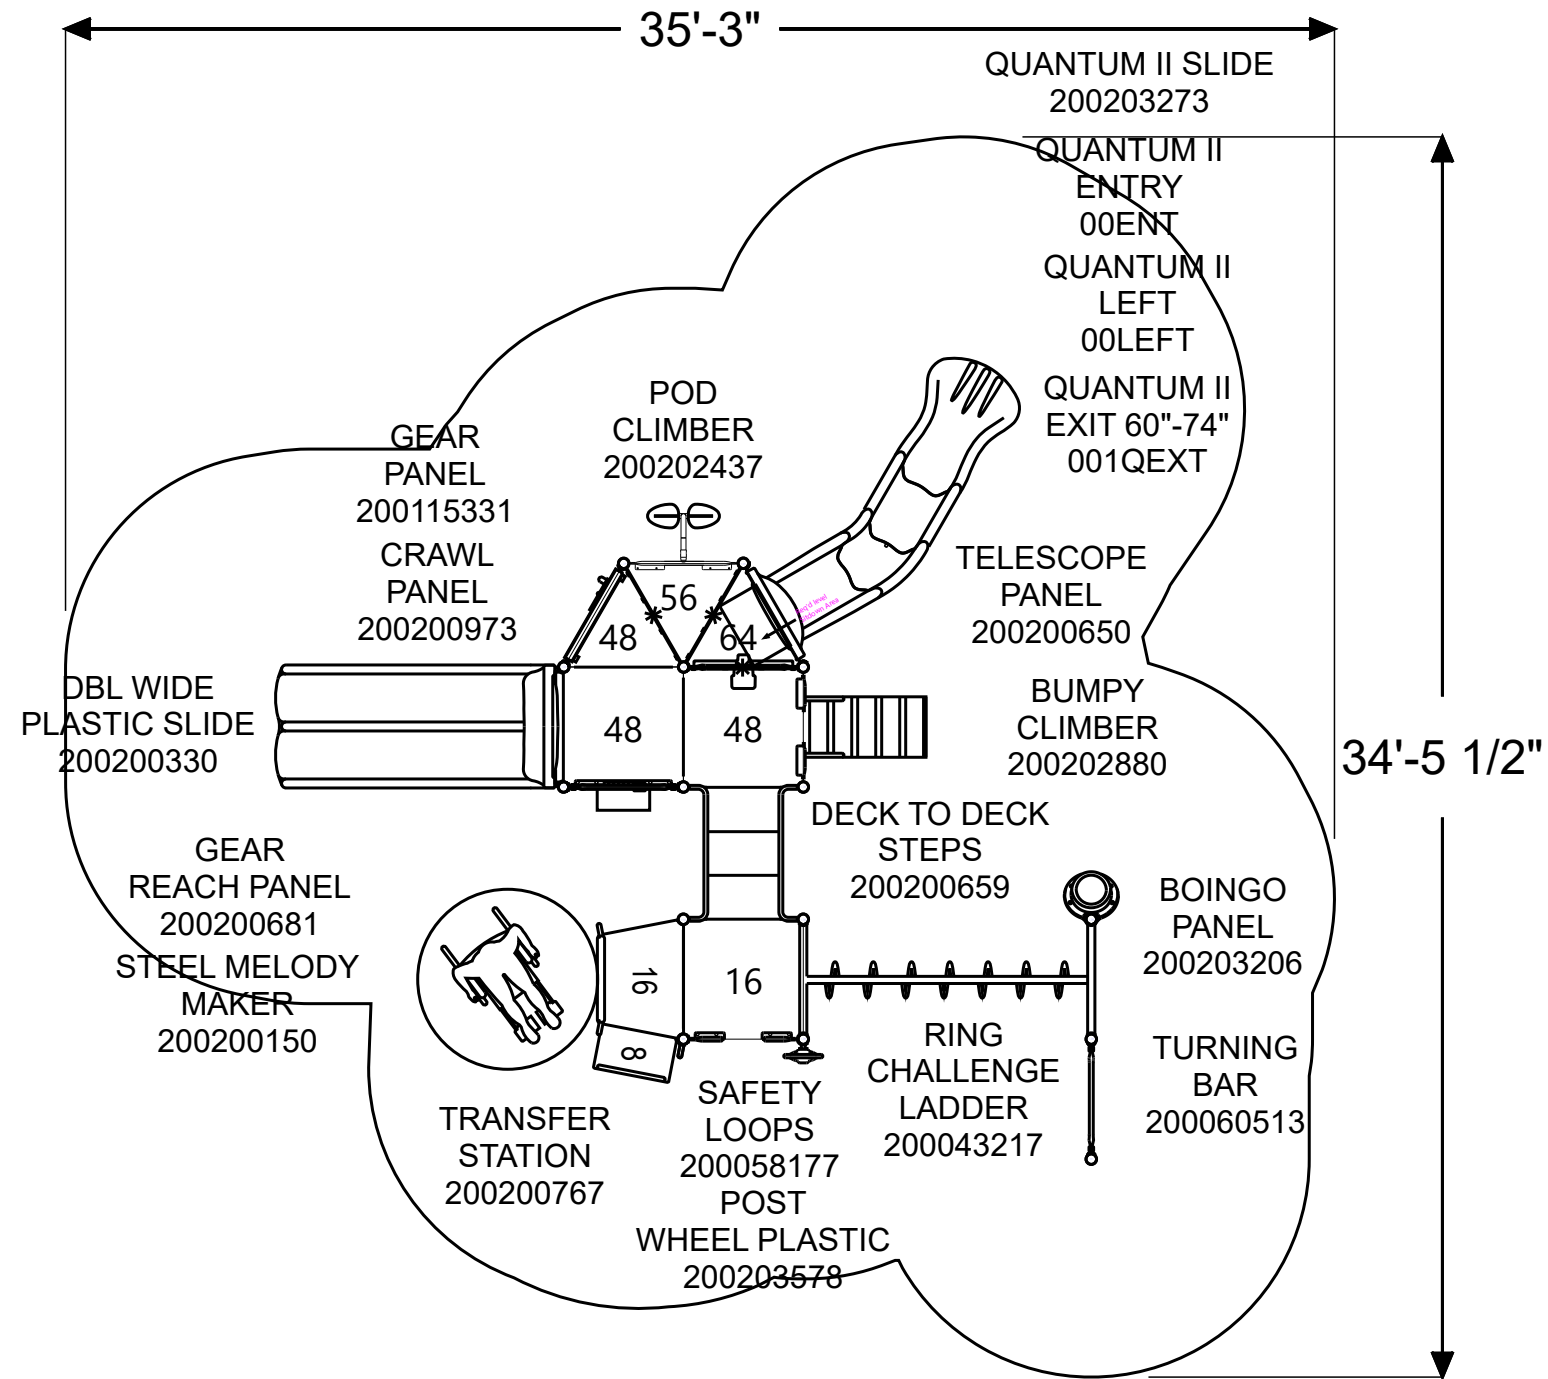 35'-3"
QUANTUM II SLIDE
200203273
QUANTUM II
ENTRY
00ENT
QUANTUM II
LEFT
00LEFT
QUANTUM II
EXIT 60"-74"
001QEXT
POD
CLIMBER
200202437
GEAR
PANEL
200115331
CRAWL
PANEL
200200973
TELESCOPE
PANEL
200200650
56
48
64
DBL WIDE
PLASTIC SLIDE
200200330
48
48
BUMPY
CLIMBER
200202880
34'-5 1/2"
DECK TO DECK
STEPS
200200659
GEAR
REACH PANEL
200200681
STEEL MELODY
MAKER
200200150
BOINGO
PANEL
200203206
16
16
8
RING
CHALLENGE
LADDER
200043217
TURNING
BAR
200060513
TRANSFER
STATION
200200767
SAFETY
LOOPS
200058177
POST
WHEEL PLASTIC
200203578